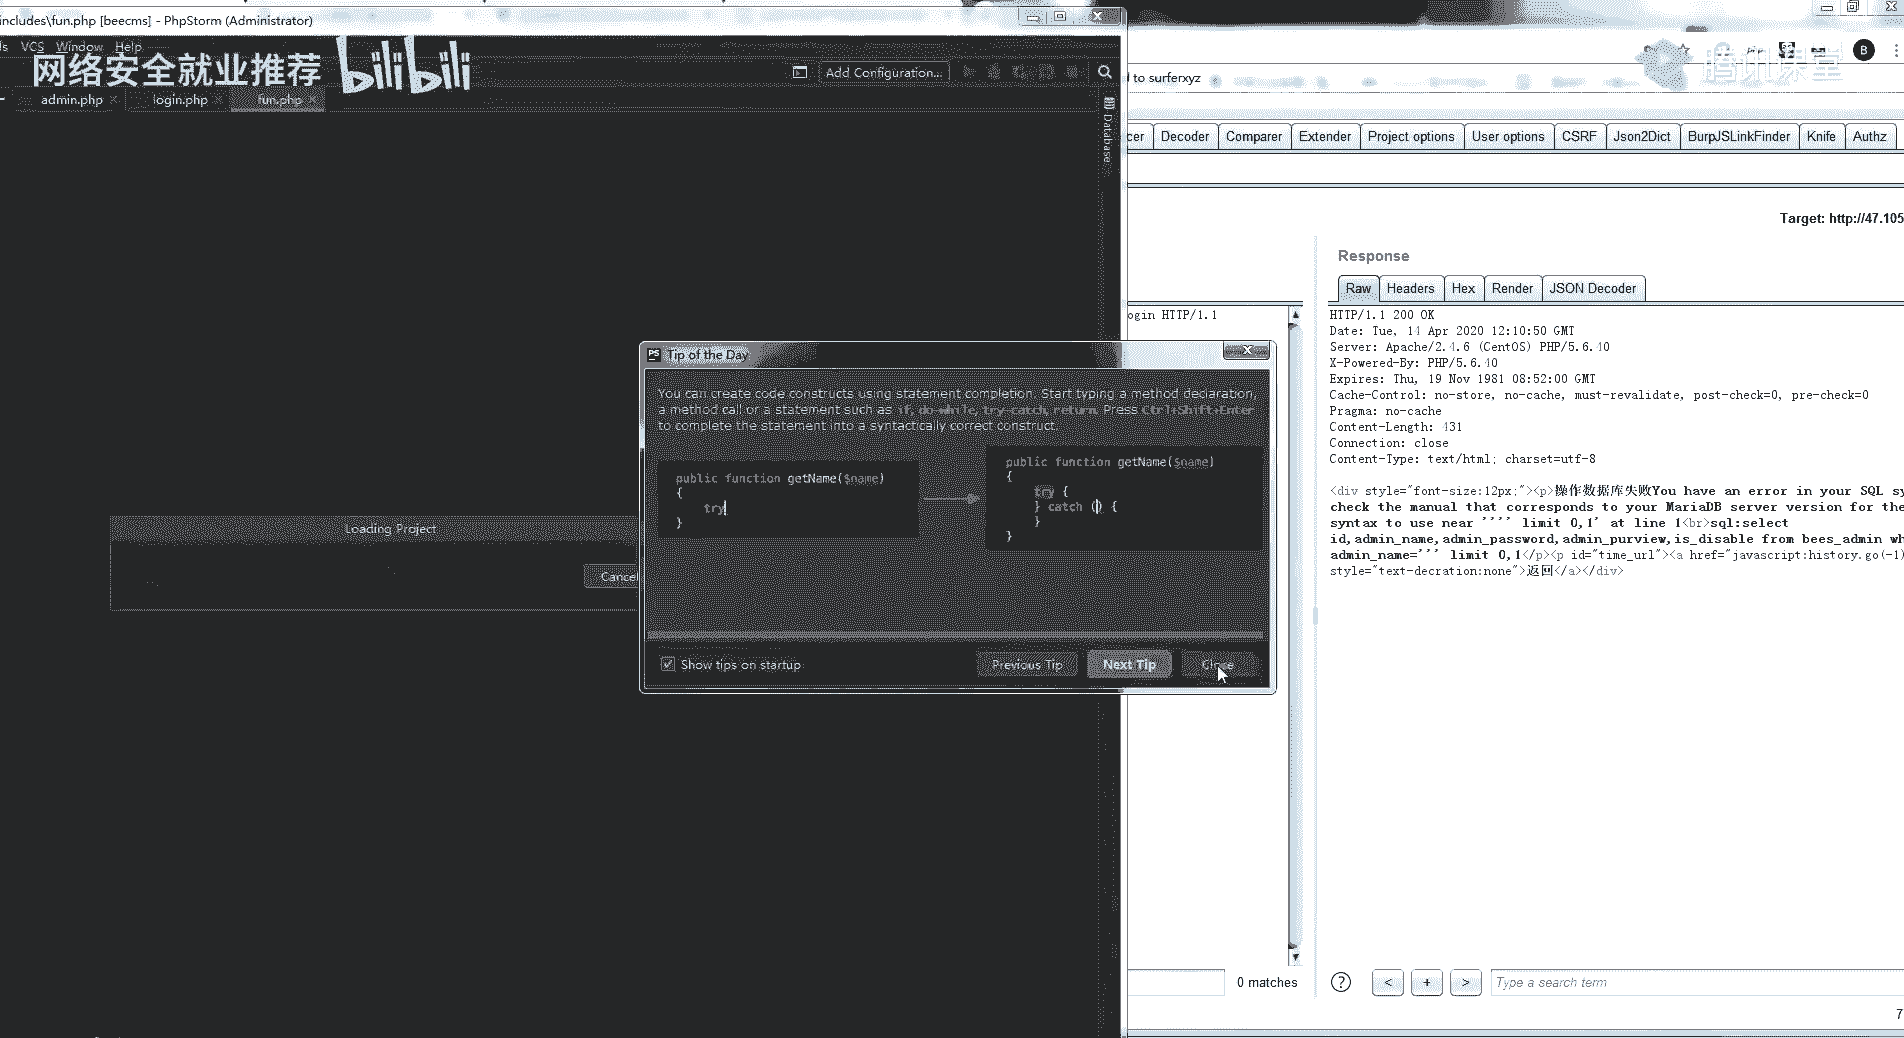 includes\fun.php [beecms] - PhpStorm (Administrator)
ls VCS Window Help
网络安全就业推荐 bilibili
Add Configuration...
admin.php login.php fun.php
Database
腾讯课堂
B
d to surferxyz
cer Decoder Comparer Extender Project options User options CSRF Json2Dict BurpJSLinkFinder Knife Authz
Target: http://47.105
Response
Raw Headers Hex Render JSON Decoder
ogin HTTP/1.1
HTTP/1.1 200 OK
Date: Tue, 14 Apr 2020 12:10:50 GMT
Server: Apache/2.4.6 (CentOS) PHP/5.6.40
X-Powered-By: PHP/5.6.40
Expires: Thu, 19 Nov 1981 08:52:00 GMT
Cache-Control: no-store, no-cache, must-revalidate, post-check=0, pre-check=0
Pragma: no-cache
Content-Length: 431
Connection: close
Content-Type: text/html; charset=utf-8
<div style="font-size:12px;"><p>操作数据库失败You have an error in your SQL sy
check the manual that corresponds to your MariaDB server version for the
syntax to use near '''' limit 0,1' at line 1<br>sql:select
id,admin_name,admin_password,admin_purview,is_disable from bees_admin wh
admin_name=''' limit 0,1</p><p id="time_url"><a href="javascript:history.go(-1)
style="text-decration:none">返回</a></div>
Loading Project
Cancel
PS Tip of the Day
You can create code constructs using statement completion. Start typing a method declaration,
a method call or a statement such as if, do-while, try-catch, return. Press Ctrl+Shift+Enter
to complete the statement into a syntactically correct construct.
public function getName($name)
{
try
}
public function getName($name)
{
try {
} catch () {
}
}
Show tips on startup
Previous Tip Next Tip Close
0 matches
? < + > Type a search term
7